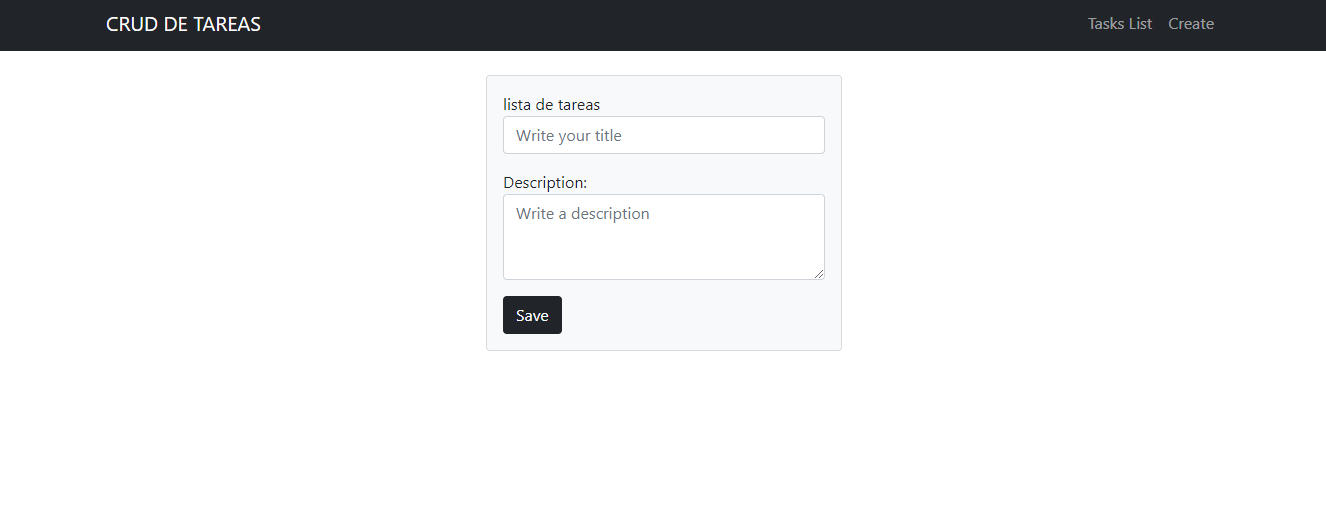 CRUD DE TAREAS Tasks List Create
lista de tareas
Write your title
Description:
Write a description
Save